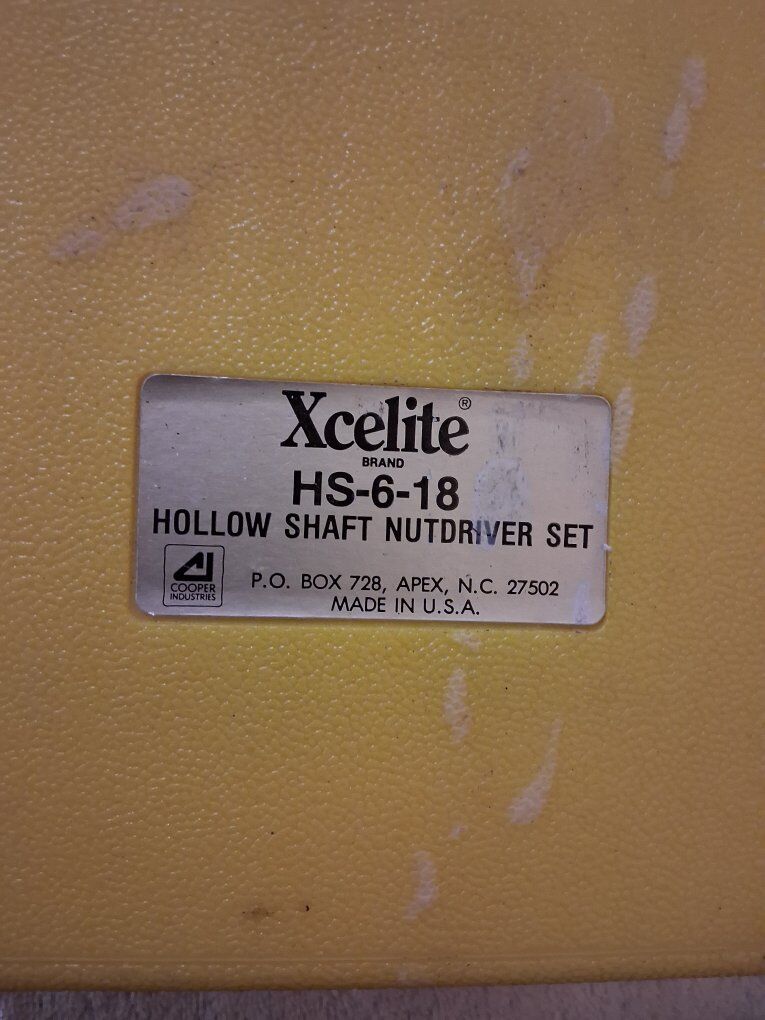 Xcelite®
BRAND
HS-6-18
HOLLOW SHAFT NUTDRIVER SET
COOPER
INDUSTRIES
P.O. BOX 728, APEX, N.C. 27502
MADE IN U.S.A.